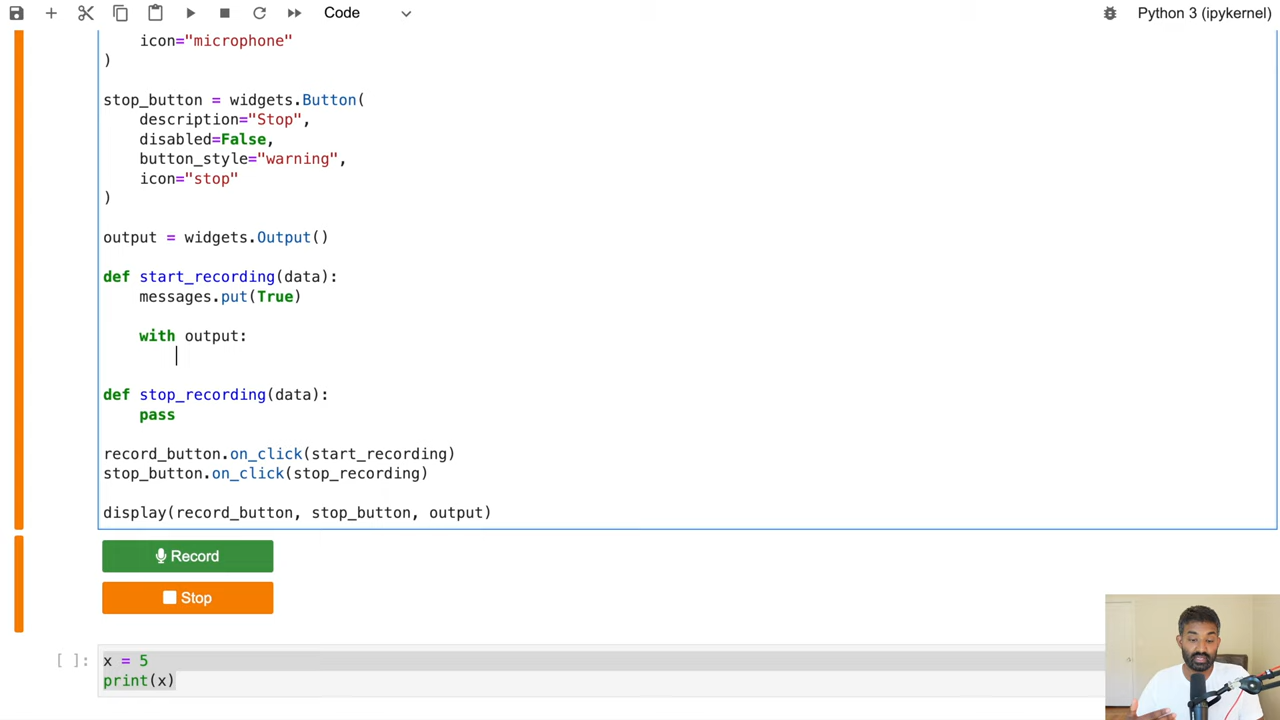 Code
Python 3 (ipykernel)
    icon="microphone"
)
stop_button = widgets.Button(
    description="Stop",
    disabled=False,
    button_style="warning",
    icon="stop"
)
output = widgets.Output()
def start_recording(data):
    messages.put(True)
    with output:
def stop_recording(data):
    pass
record_button.on_click(start_recording)
stop_button.on_click(stop_recording)
display(record_button, stop_button, output)
Record
Stop
[ ]:
x = 5
print(x)